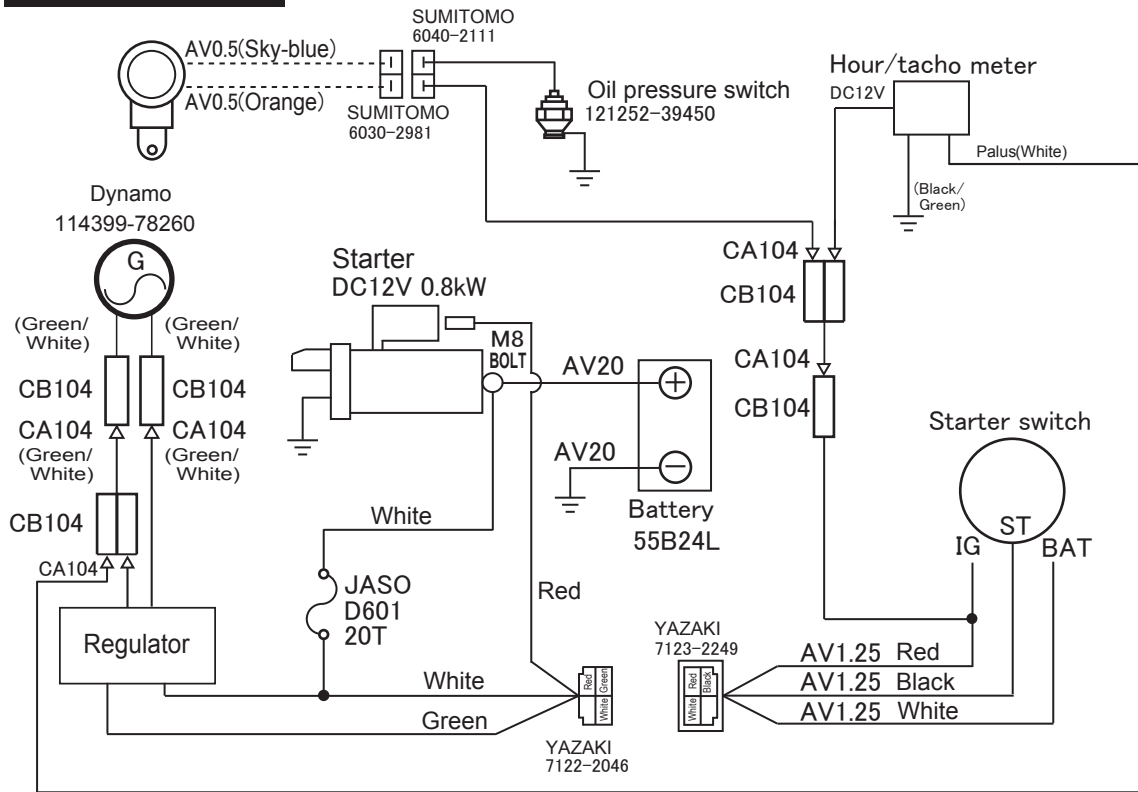 SUMITOMO
6040-2111
AV0.5(Sky-blue)
AV0.5(Orange)
SUMITOMO
6030-2981
Oil pressure switch
121252-39450
Hour/tacho meter
DC12V
Palus(White)
(Black/
Green)
Dynamo
114399-78260
G
(Green/
White)
(Green/
White)
CB104
CB104
CA104
CA104
(Green/
White)
(Green/
White)
CB104
CA104
Regulator
Starter
DC12V 0.8kW
M8
BOLT
AV20
AV20
Battery
55B24L
White
JASO
D601
20T
Red
White
Green
Red
Green
White
YAZAKI
7122-2046
CA104
CB104
CA104
CB104
Starter switch
ST
IG
BAT
YAZAKI
7123-2249
Red
Black
White
AV1.25 Red
AV1.25 Black
AV1.25 White